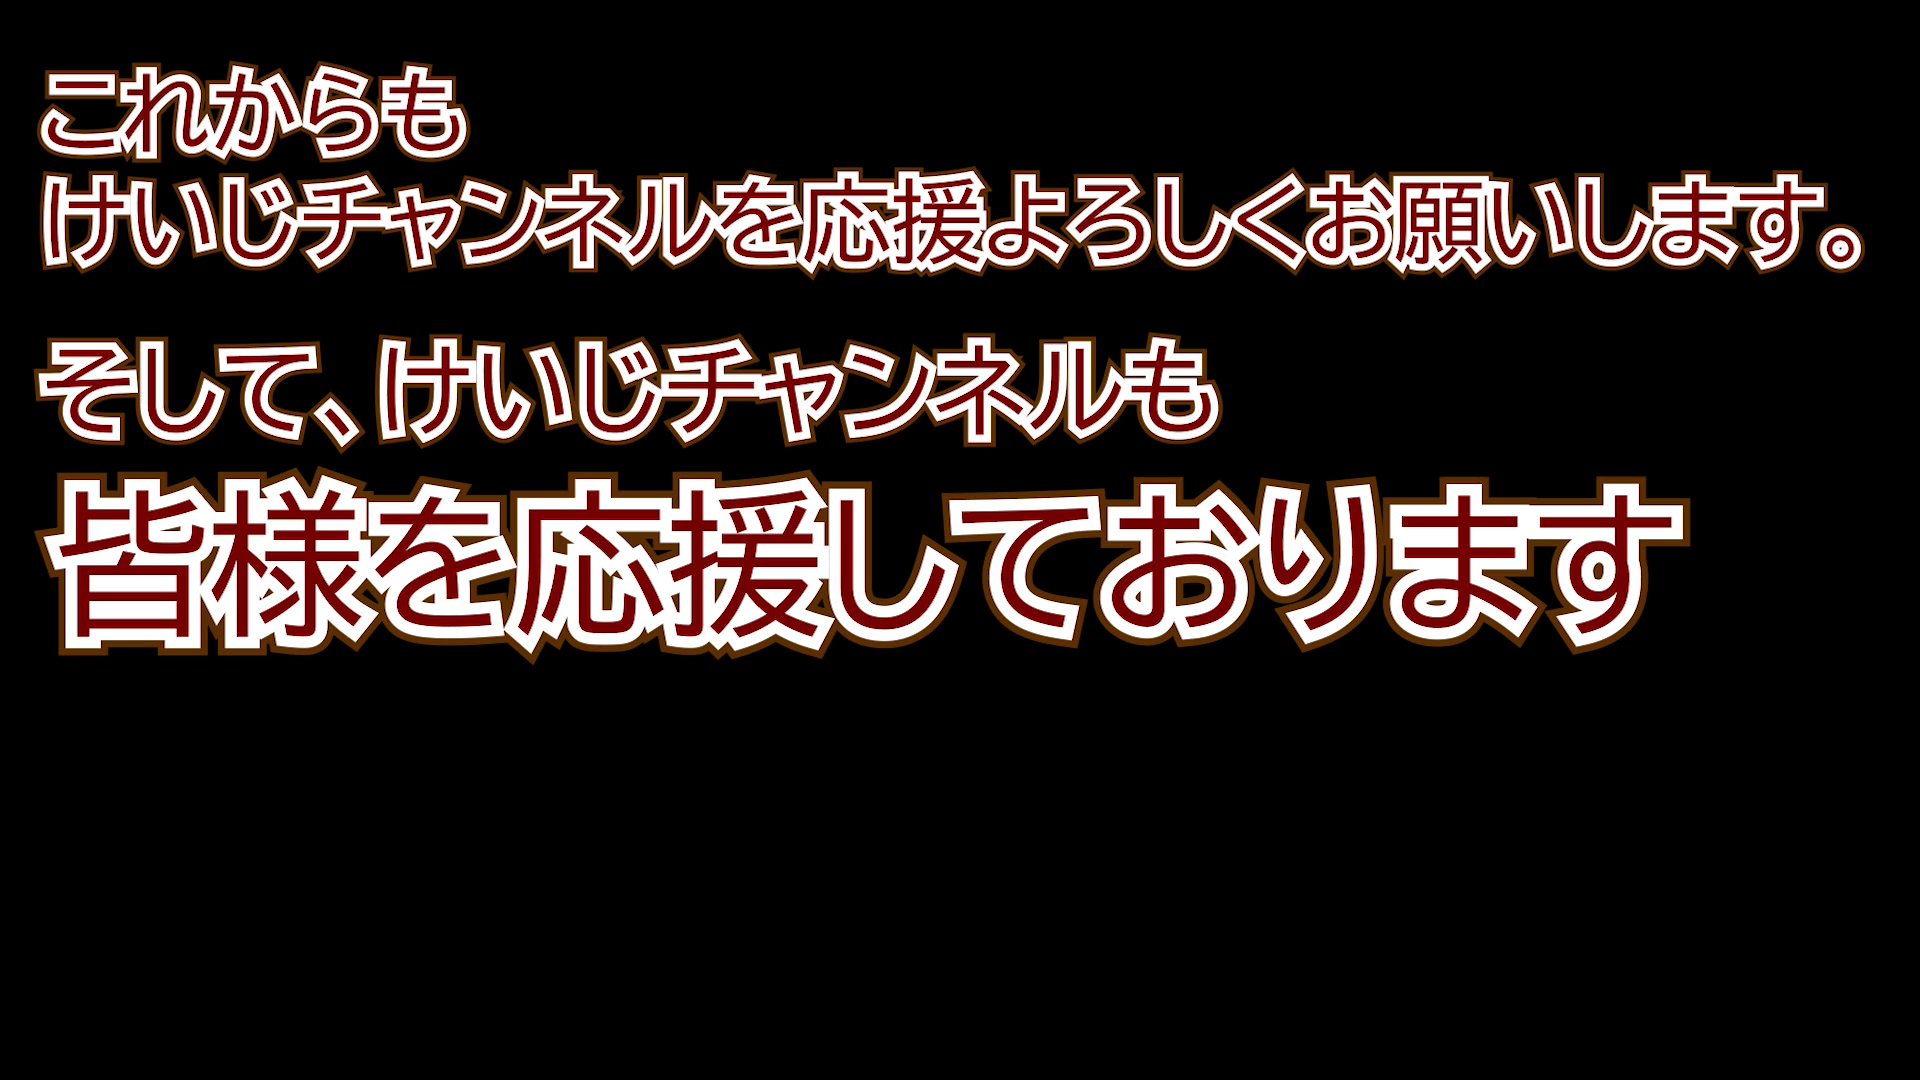 これからも
けいじチャンネルを応援よろしくお願いします。
そして、けいじチャンネルも
皆様を応援しております